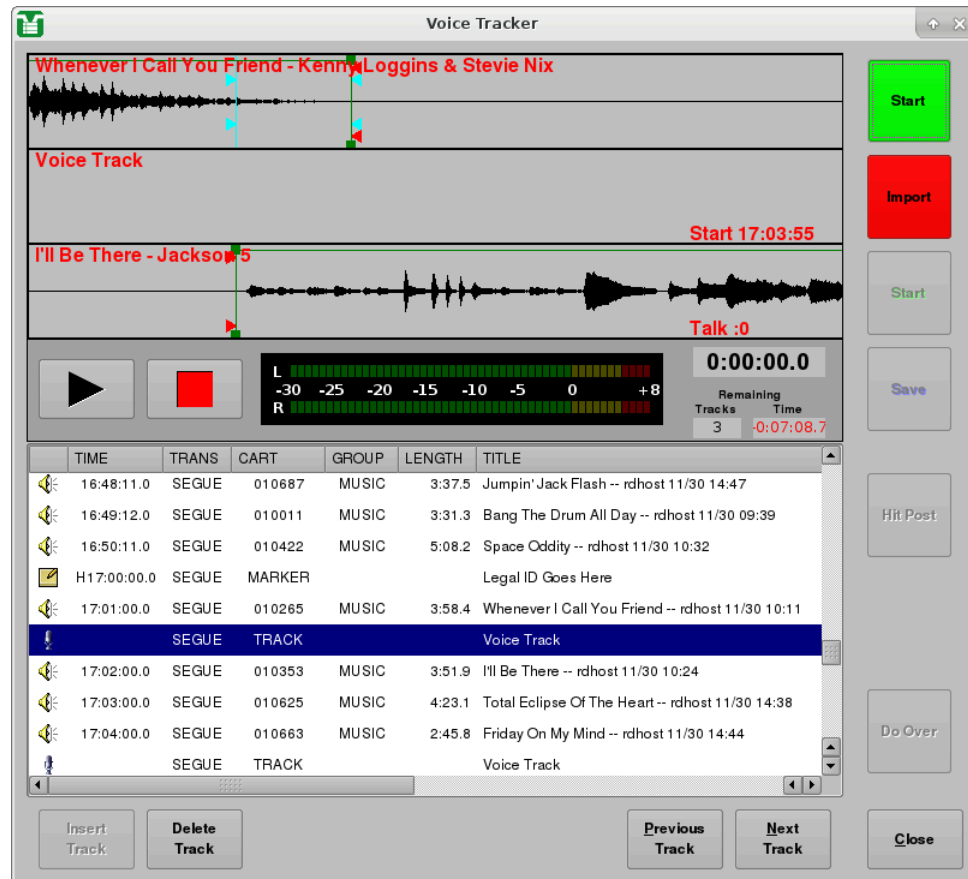 Voice Tracker
Whenever I Call You Friend - Kenny Loggins & Stevie Nix
Start
Voice Track
Import
Start 17:03:55
I'll Be There - Jackson 5
Start
Talk :0
L
-30 -25 -20 -15 -10 -5 0 +8
R
0:00:00.0
Remaining
Tracks Time
3 -0:07:08.7
Save
TIME TRANS CART GROUP LENGTH TITLE
16:48:11.0 SEGUE 010687 MUSIC 3:37.5 Jumpin' Jack Flash -- rdhost 11/30 14:47
16:49:12.0 SEGUE 010011 MUSIC 3:31.3 Bang The Drum All Day -- rdhost 11/30 09:39
Hit Post
16:50:11.0 SEGUE 010422 MUSIC 5:08.2 Space Oddity -- rdhost 11/30 10:32
H17:00:00.0 SEGUE MARKER Legal ID Goes Here
17:01:00.0 SEGUE 010265 MUSIC 3:58.4 Whenever I Call You Friend -- rdhost 11/30 10:11
SEGUE TRACK Voice Track
17:02:00.0 SEGUE 010353 MUSIC 3:51.9 I'll Be There -- rdhost 11/30 10:24
17:03:00.0 SEGUE 010625 MUSIC 4:23.1 Total Eclipse Of The Heart -- rdhost 11/30 14:38
17:04:00.0 SEGUE 010663 MUSIC 2:45.8 Friday On My Mind -- rdhost 11/30 14:44
Do Over
SEGUE TRACK Voice Track
Insert
Track
Delete
Track
Previous
Track
Next
Track
Close